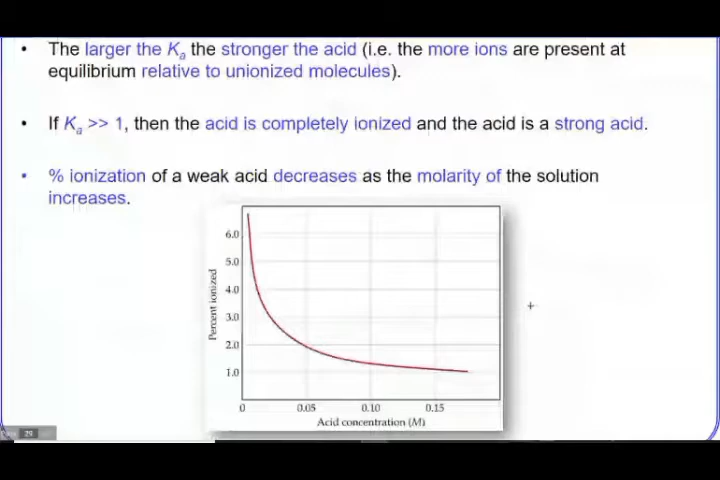 • The larger the Ka the stronger the acid (i.e. the more ions are present at
equilibrium relative to unionized molecules).
• If Ka >> 1, then the acid is completely ionized and the acid is a strong acid.
• % ionization of a weak acid decreases as the molarity of the solution
increases.
6.0
5.0
4.0
3.0
2.0
1.0
Percent ionized
0 0.05 0.10 0.15
Acid concentration (M)
29